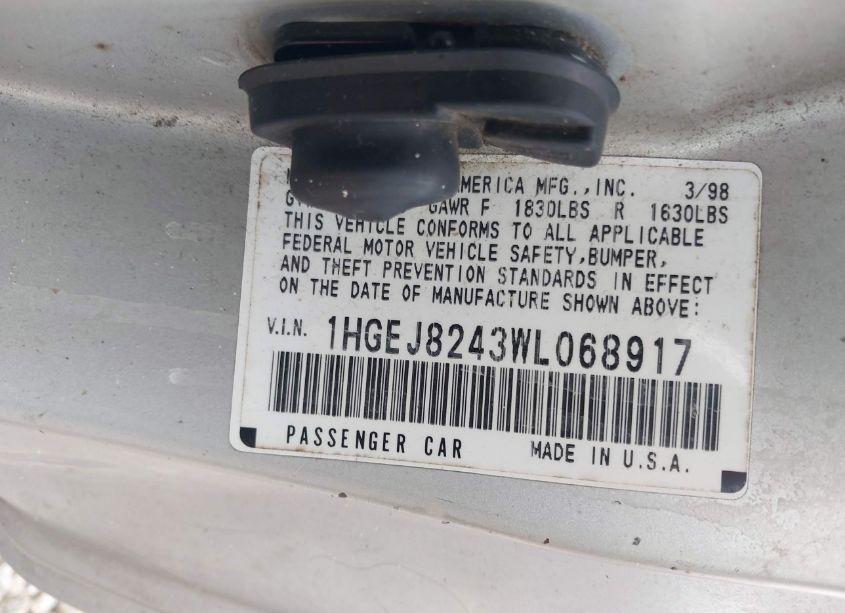 AMERICA MFG.,INC. 3/98
GAWR F 1830LBS R 1630LBS
THIS VEHICLE CONFORMS TO ALL APPLICABLE
FEDERAL MOTOR VEHICLE SAFETY,BUMPER,
AND THEFT PREVENTION STANDARDS IN EFFECT
ON THE DATE OF MANUFACTURE SHOWN ABOVE:
V.I.N. 1HGEJ8243WL068917
PASSENGER CAR MADE IN U.S.A.